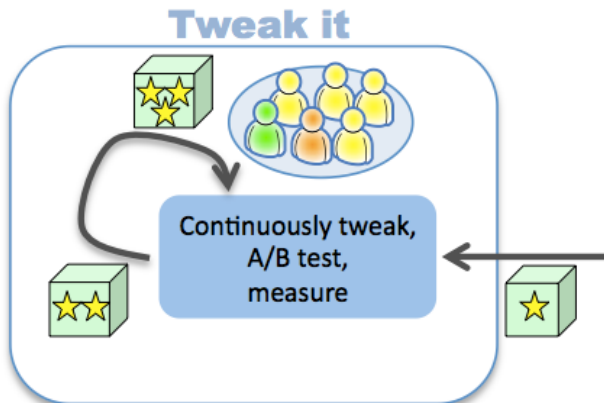 Tweak it
Continuously tweak,
A/B test,
measure